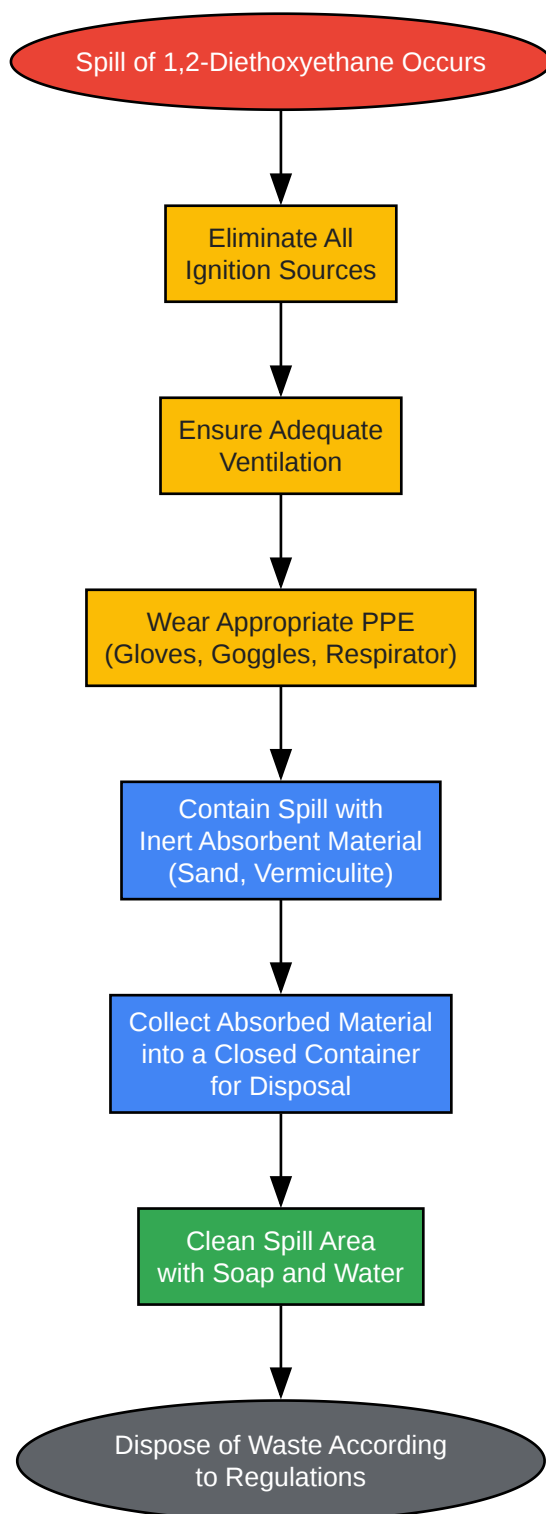 Spill of 1,2-Diethoxyethane Occurs
Eliminate All
Ignition Sources
Ensure Adequate
Ventilation
Wear Appropriate PPE
(Gloves, Goggles, Respirator)
Contain Spill with
Inert Absorbent Material
(Sand, Vermiculite)
Collect Absorbed Material
into a Closed Container
for Disposal
Clean Spill Area
with Soap and Water
Dispose of Waste According
to Regulations